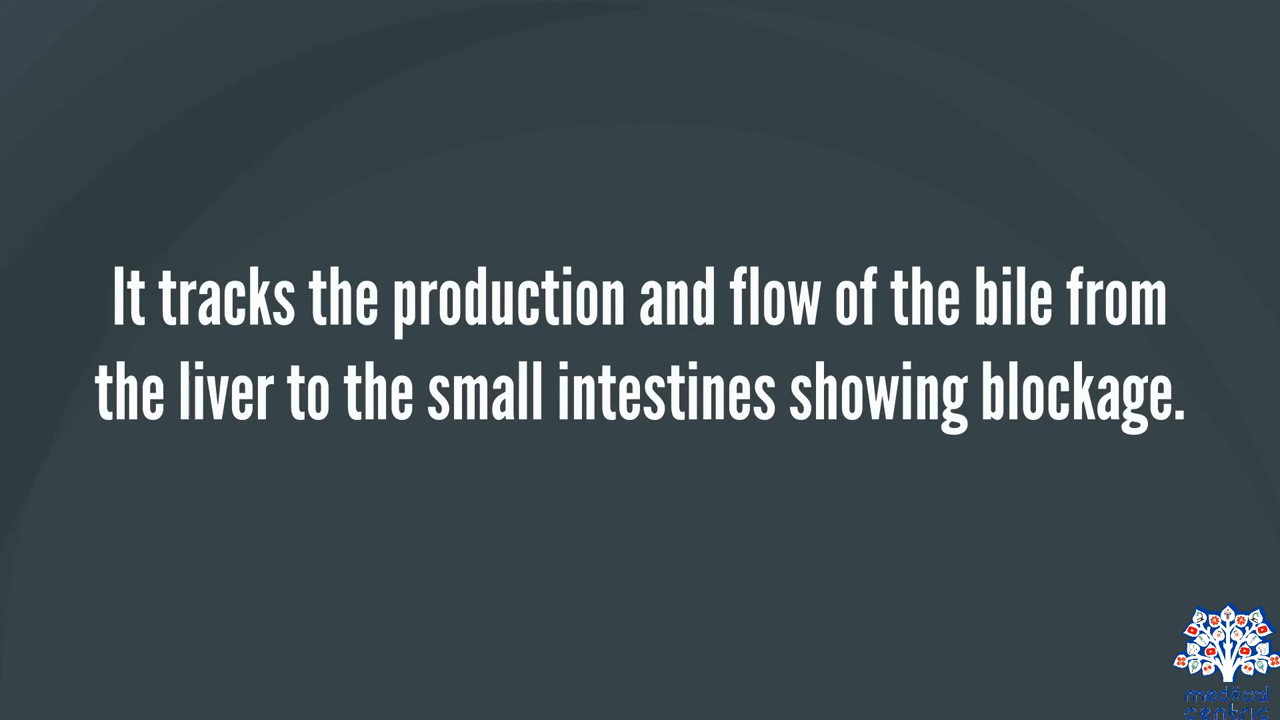 It tracks the production and flow of the bile from
the liver to the small intestines showing blockage.
medical
centric